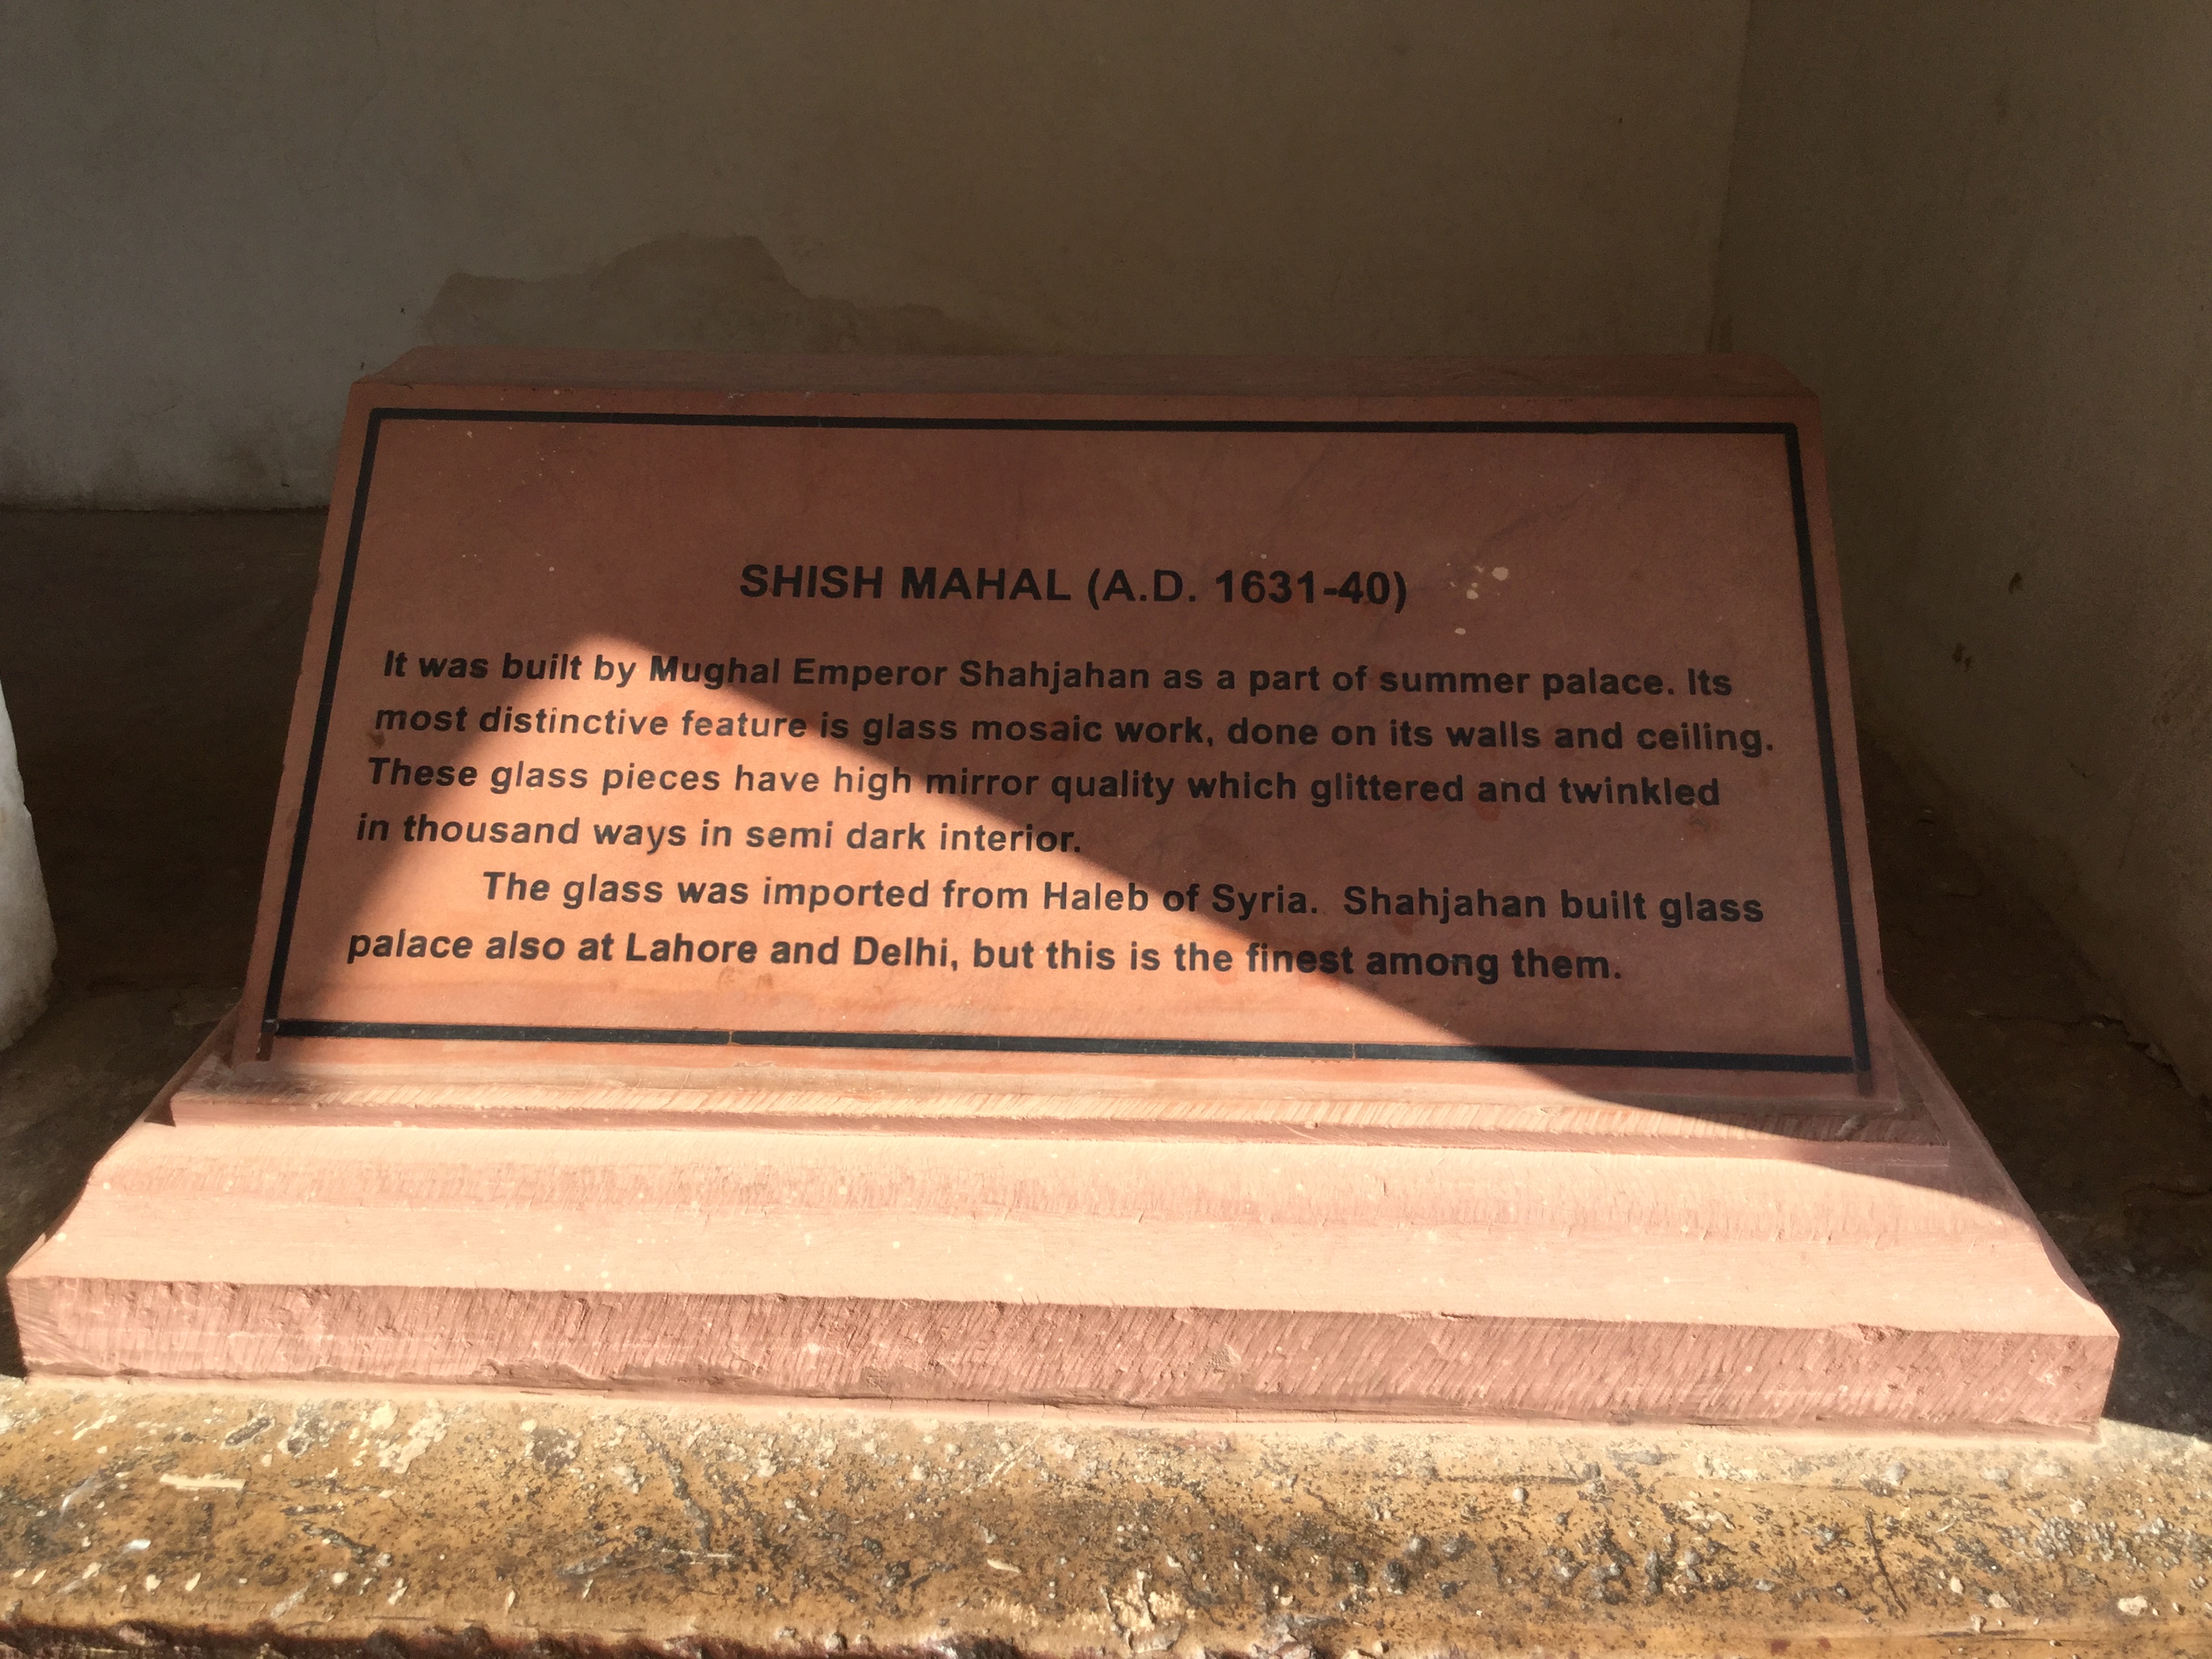 SHISH MAHAL (A.D. 1631-40)
It was built by Mughal Emperor Shahjahan as a part of summer palace. Its
most distinctive feature is glass mosaic work, done on its walls and ceiling.
These glass pieces have high mirror quality which glittered and twinkled
in thousand ways in semi dark interior.
The glass was imported from Haleb of Syria. Shahjahan built glass
palace also at Lahore and Delhi, but this is the finest among them.